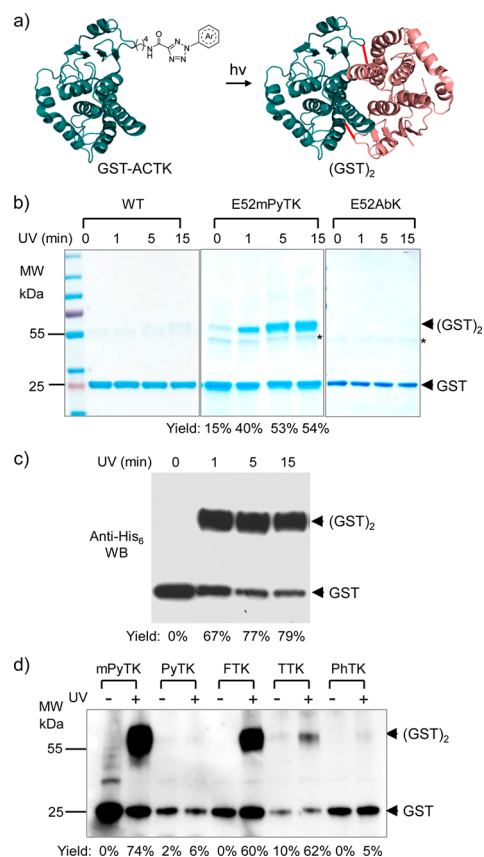 a)
4
O
Ar
N
NH
N
N=N
hν
GST-ACTK
(GST)2
b)
WT E52mPyTK E52AbK
UV (min) 0 1 5 15 0 1 5 15 0 1 5 15
MW
kDa
(GST)2
55
*
*
25
GST
Yield: 15% 40% 53% 54%
c)
UV (min) 0 1 5 15
(GST)2
Anti-His6
WB
GST
Yield: 0% 67% 77% 79%
d)
mPyTK PyTK FTK TTK PhTK
UV - + - + - + - + - +
MW
kDa
(GST)2
55
25
GST
Yield: 0% 74% 2% 6% 0% 60% 10% 62% 0% 5%